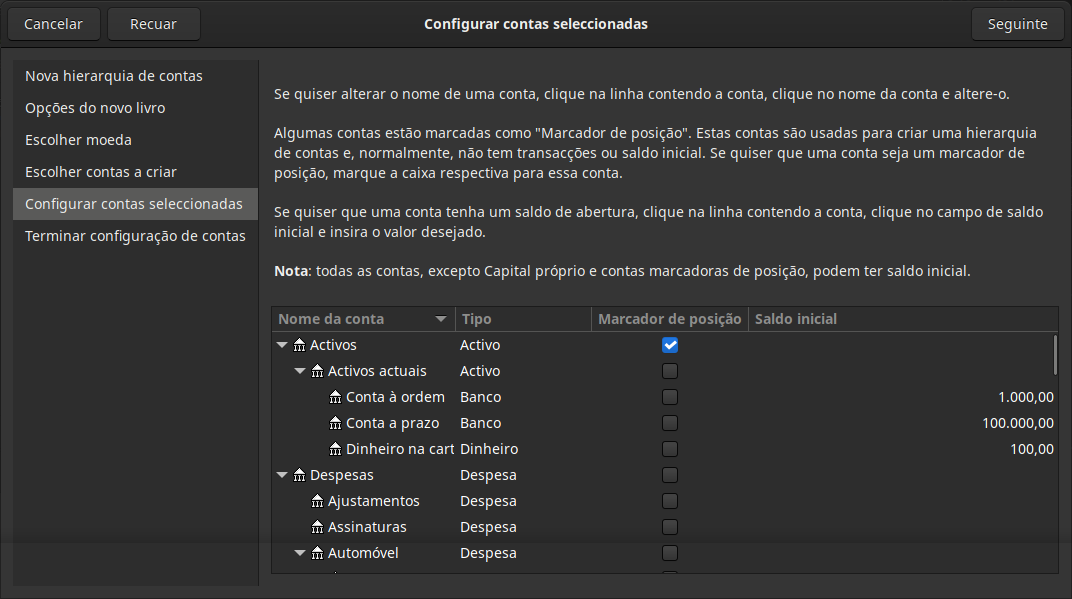 Cancelar
Recuar
Configurar contas seleccionadas
Seguinte
Nova hierarquia de contas
Opções do novo livro
Escolher moeda
Escolher contas a criar
Configurar contas seleccionadas
Terminar configuração de contas
Se quiser alterar o nome de uma conta, clique na linha contendo a conta, clique no nome da conta e altere-o.
Algumas contas estão marcadas como "Marcador de posição". Estas contas são usadas para criar uma hierarquia
de contas e, normalmente, não tem transacções ou saldo inicial. Se quiser que uma conta seja um marcador de
posição, marque a caixa respectiva para essa conta.
Se quiser que uma conta tenha um saldo de abertura, clique na linha contendo a conta, clique no campo de saldo
inicial e insira o valor desejado.
Nota: todas as contas, excepto Capital próprio e contas marcadoras de posição, podem ter saldo inicial.
Nome da conta Tipo Marcador de posição Saldo inicial
Activos Activo
Activos actuais Activo
Conta à ordem Banco 1.000,00
Conta a prazo Banco 100.000,00
Dinheiro na cart Dinheiro 100,00
Despesas Despesa
Ajustamentos Despesa
Assinaturas Despesa
Automóvel Despesa